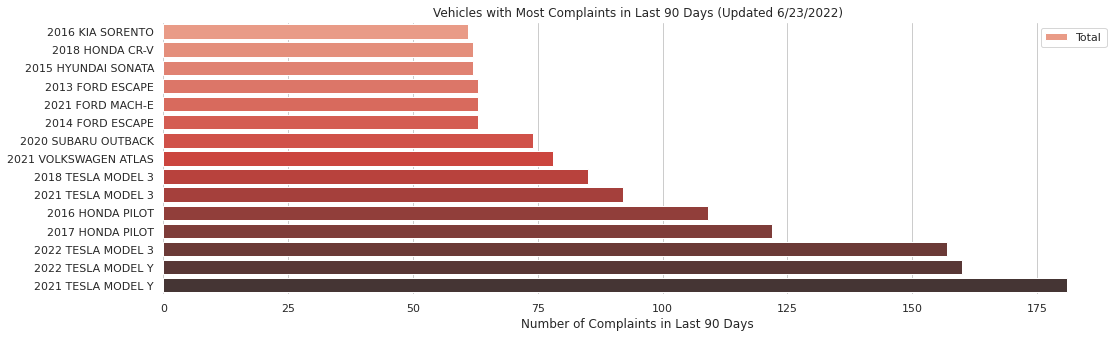 Vehicles with Most Complaints in Last 90 Days (Updated 6/23/2022)
Total
2016 KIA SORENTO
2018 HONDA CR-V
2015 HYUNDAI SONATA
2013 FORD ESCAPE
2021 FORD MACH-E
2014 FORD ESCAPE
2020 SUBARU OUTBACK
2021 VOLKSWAGEN ATLAS
2018 TESLA MODEL 3
2021 TESLA MODEL 3
2016 HONDA PILOT
2017 HONDA PILOT
2022 TESLA MODEL 3
2022 TESLA MODEL Y
2021 TESLA MODEL Y
0 25 50 75 100 125 150 175
Number of Complaints in Last 90 Days